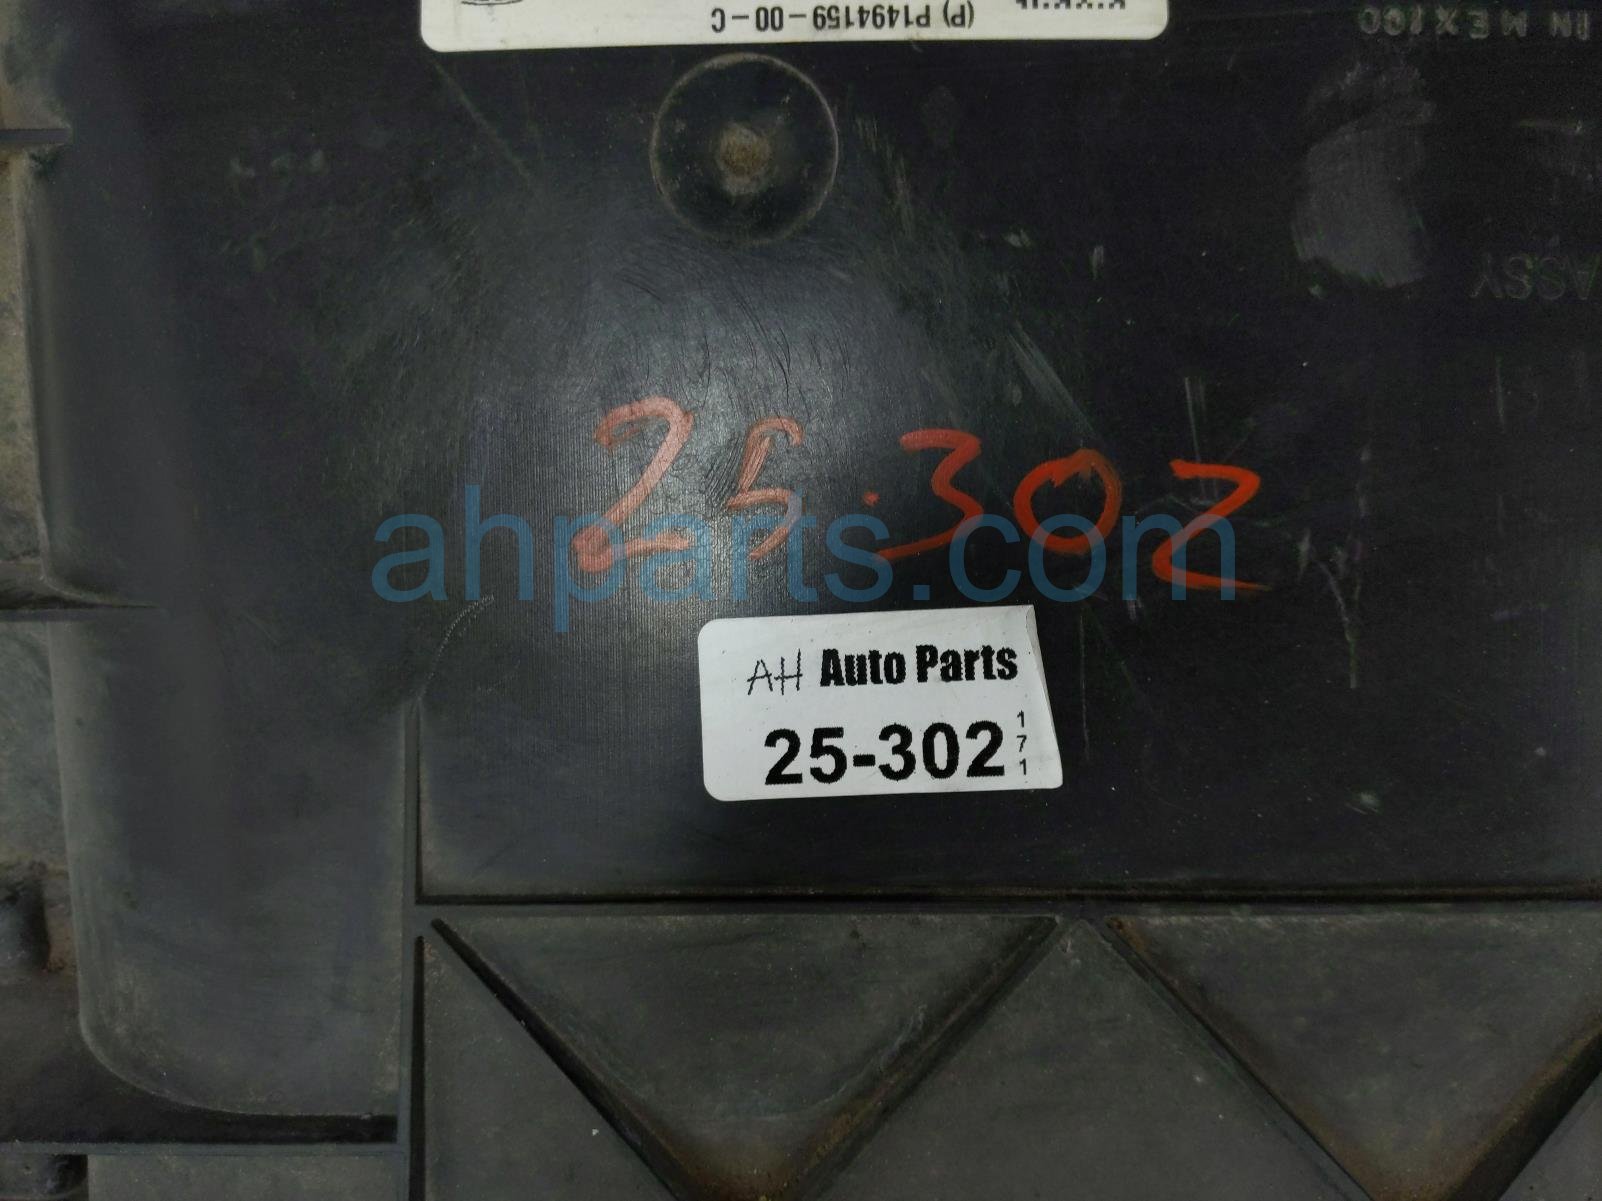 (P) P1494159-00-C
IN MEXICO
ASSY
25.302
ahparts.com
AH Auto Parts
25-302
171